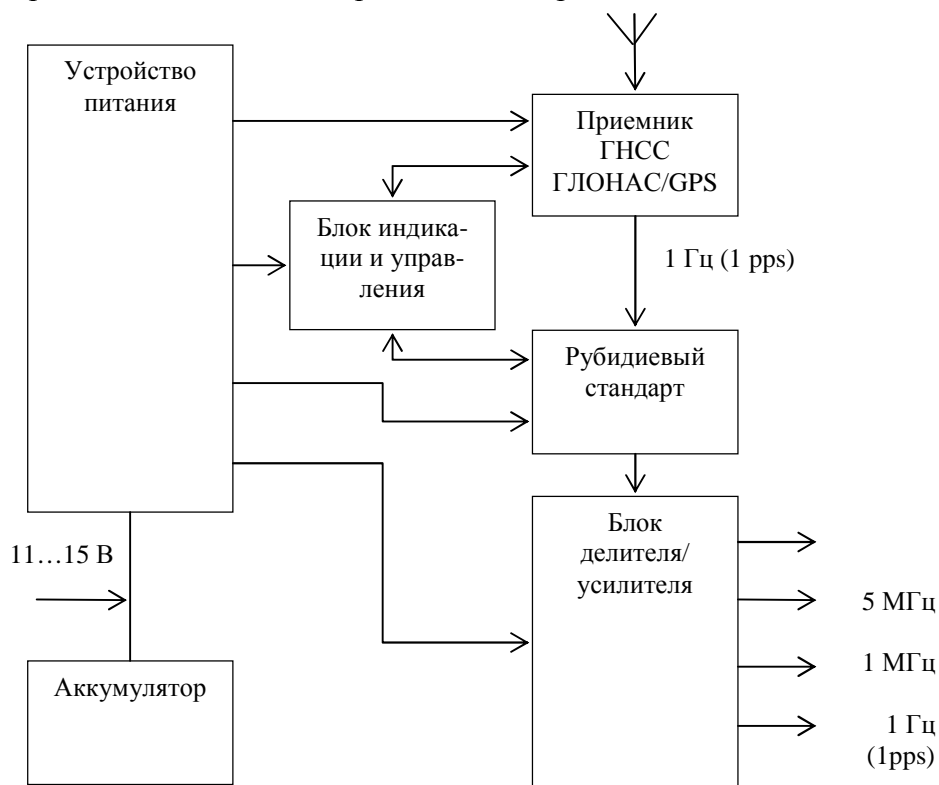 Устройство
питания
Приемник
ГНСС
ГЛОНАС/GPS
Блок индика-
ции и управ-
ления
1 Гц (1 pps)
Рубидиевый
стандарт
Блок
делителя/
усилителя
11…15 В
5 МГц
1 МГц
Аккумулятор
1 Гц
(1pps)